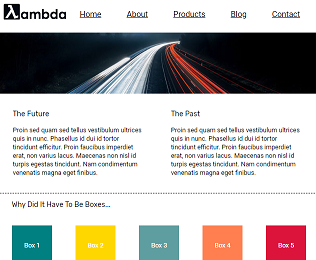 λambda Home About Products Blog Contact
The Future
Proin sed quam sed tellus vestibulum ultrices
quis in nunc. Phasellus id dui id tortor
tincidunt efficitur. Proin faucibus imperdiet
erat, non varius lacus. Maecenas non nisl id
turpis egestas tincidunt. Nam condimentum
venenatis magna eget finibus.
The Past
Proin sed quam sed tellus vestibulum ultrices
quis in nunc. Phasellus id dui id tortor
tincidunt efficitur. Proin faucibus imperdiet
erat, non varius lacus. Maecenas non nisl id
turpis egestas tincidunt. Nam condimentum
venenatis magna eget finibus.
Why Did It Have To Be Boxes...
Box 1 Box 2 Box 3 Box 4 Box 5